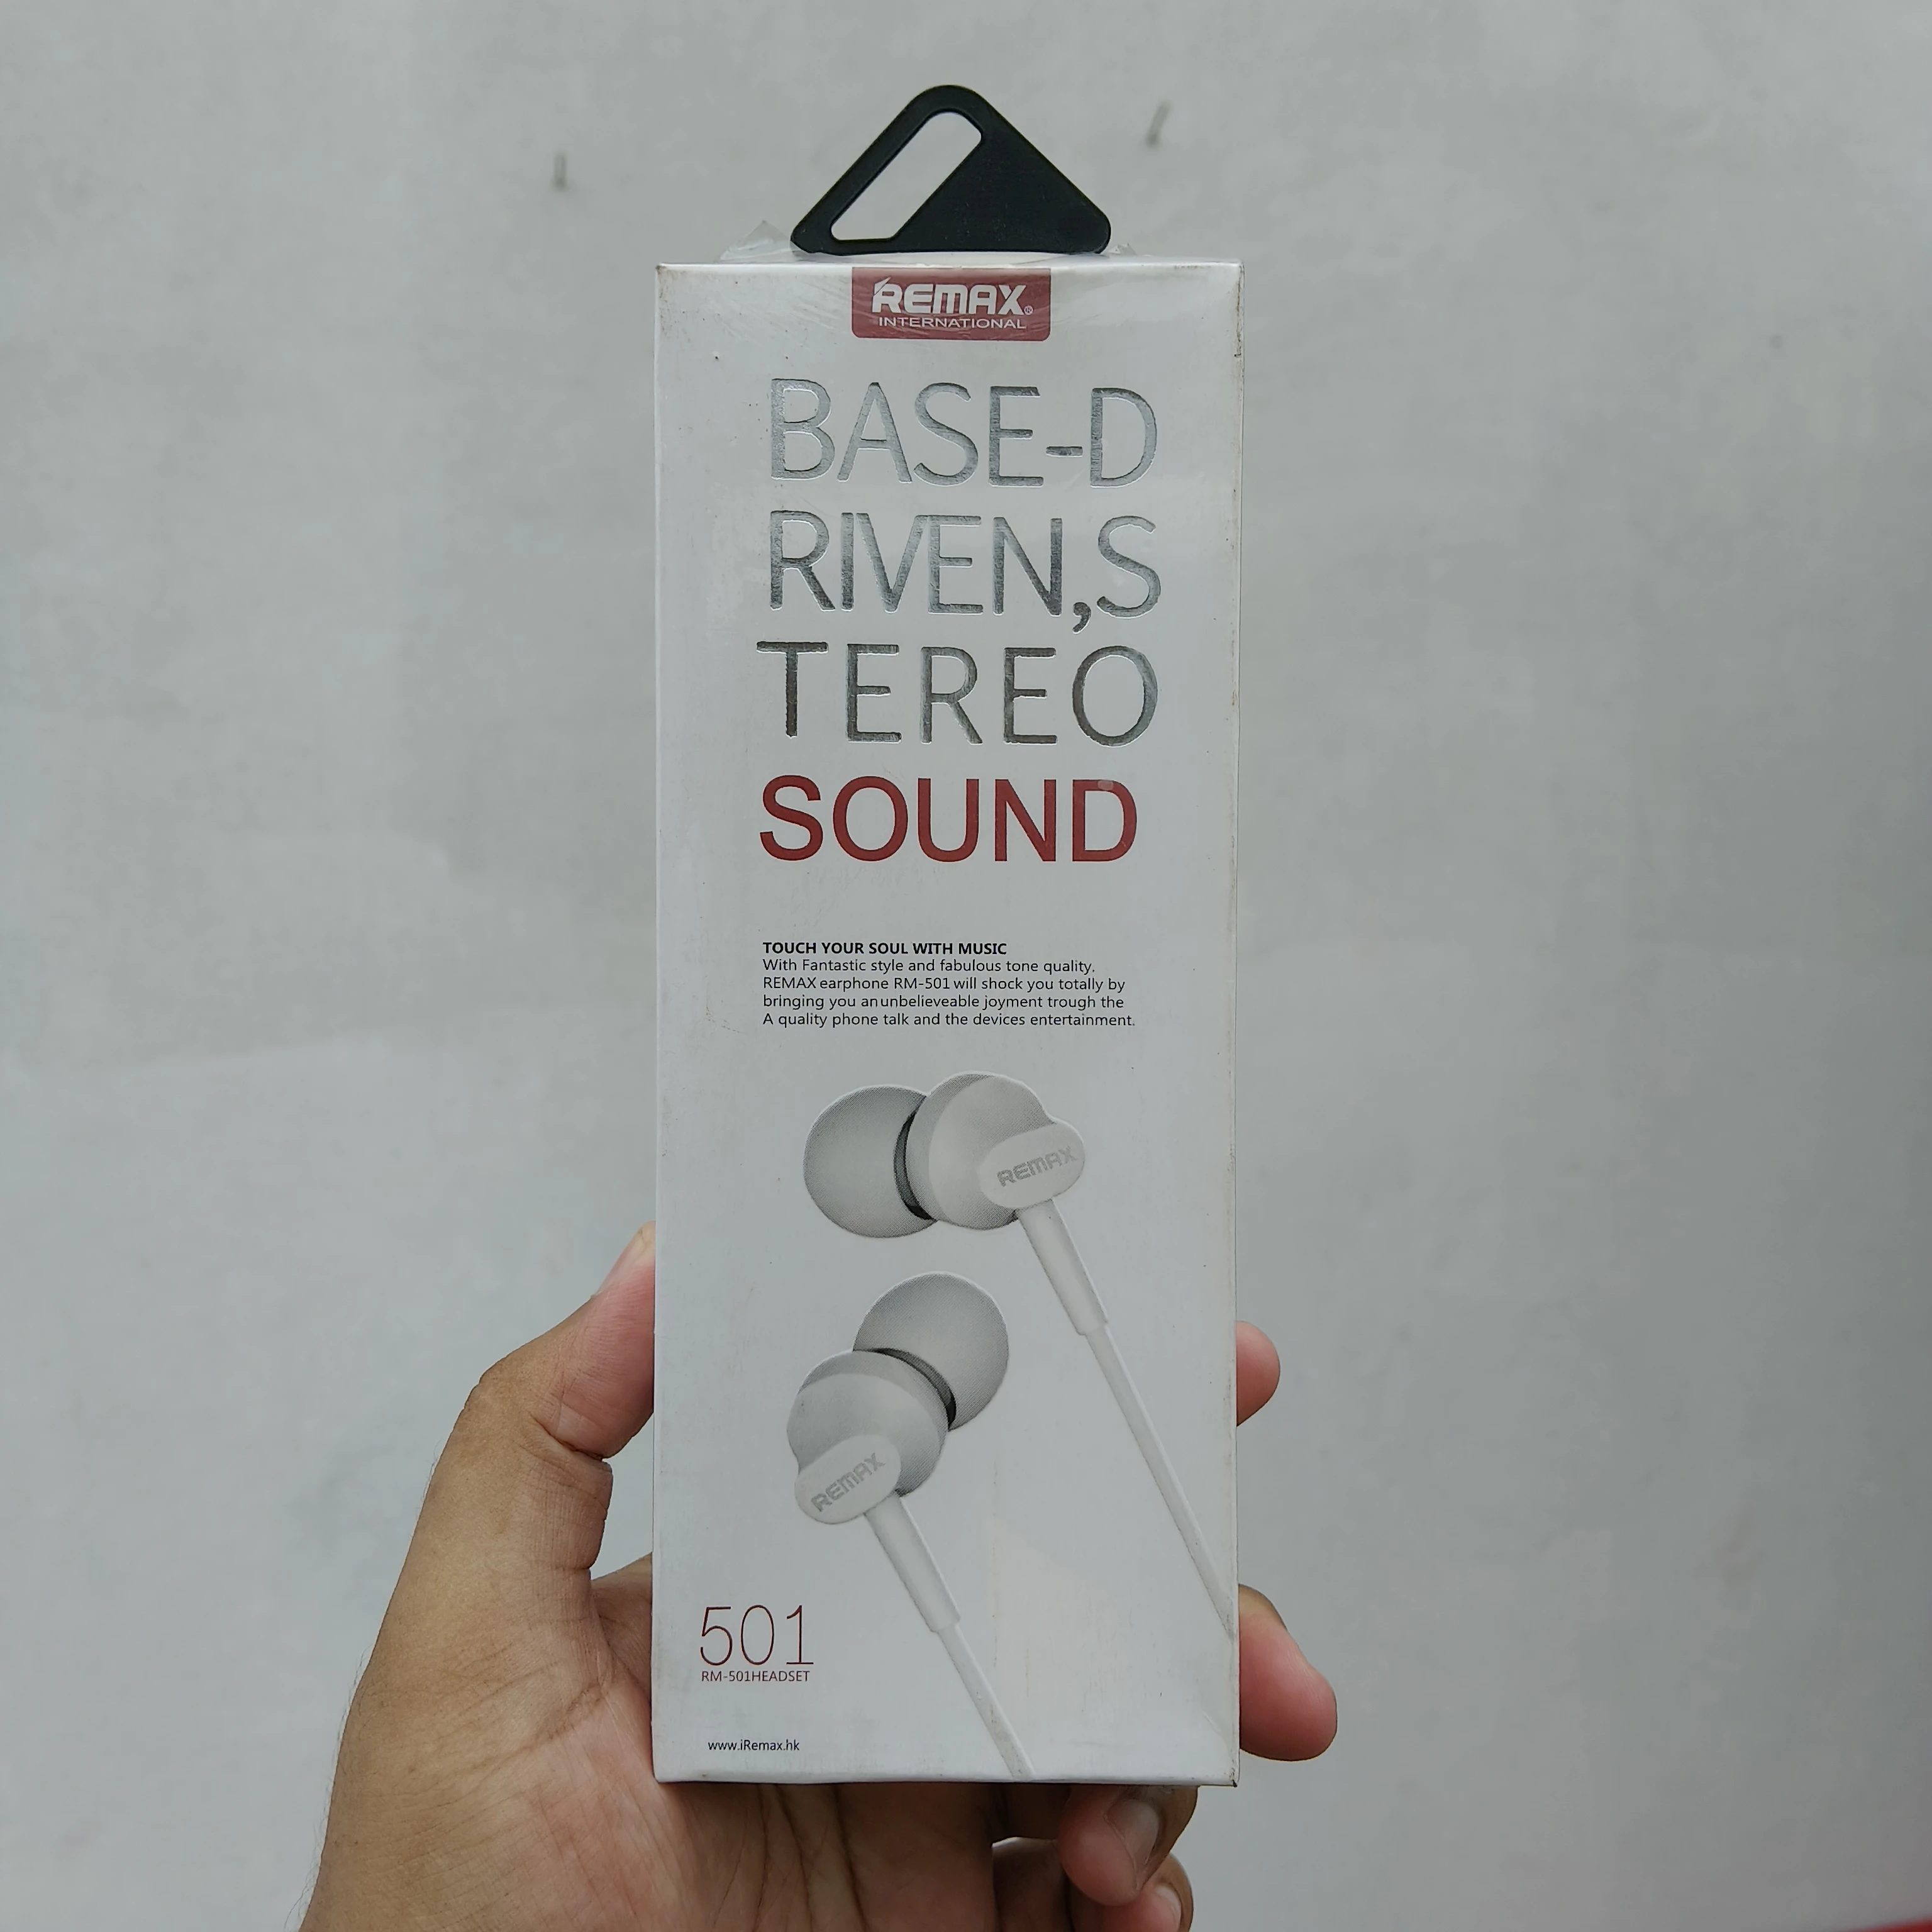 REMAX®
INTERNATIONAL
BASE-D
RIVEN,S
TEREO
SOUND
TOUCH YOUR SOUL WITH MUSIC
With Fantastic style and fabulous tone quality,
REMAX earphone RM-501 will shock you totally by
bringing you an unbelieveable joyment trough the
A quality phone talk and the devices entertainment.
REMAX
REMAX
501
RM-501HEADSET
www.iRemax.hk